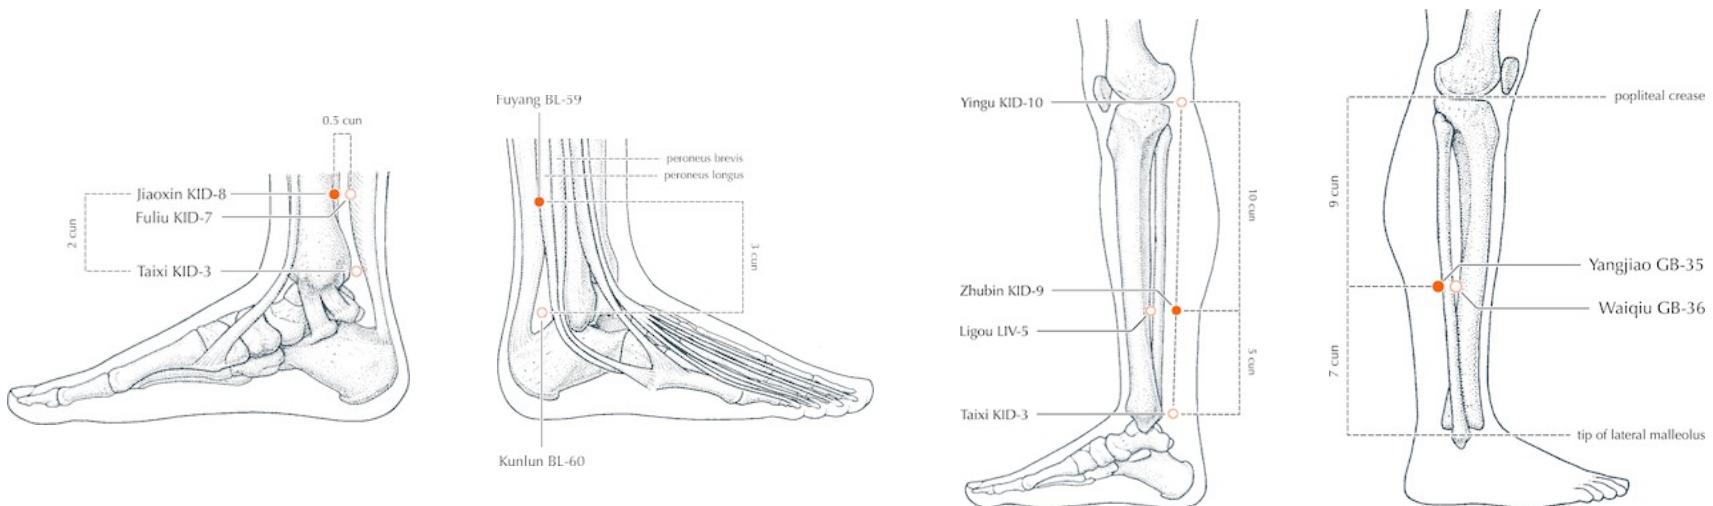 0.5 cun
Jiaoxin KID-8
Fuliu KID-7
2 cun
Taixi KID-3
Fuyang BL-59
peroneus brevis
peroneus longus
3 cun
Kunlun BL-60
Yingu KID-10
10 cun
Zhubin KID-9
Ligou LIV-5
5 cun
Taixi KID-3
popliteal crease
9 cun
Yangjiao GB-35
Waiqiu GB-36
7 cun
tip of lateral malleolus